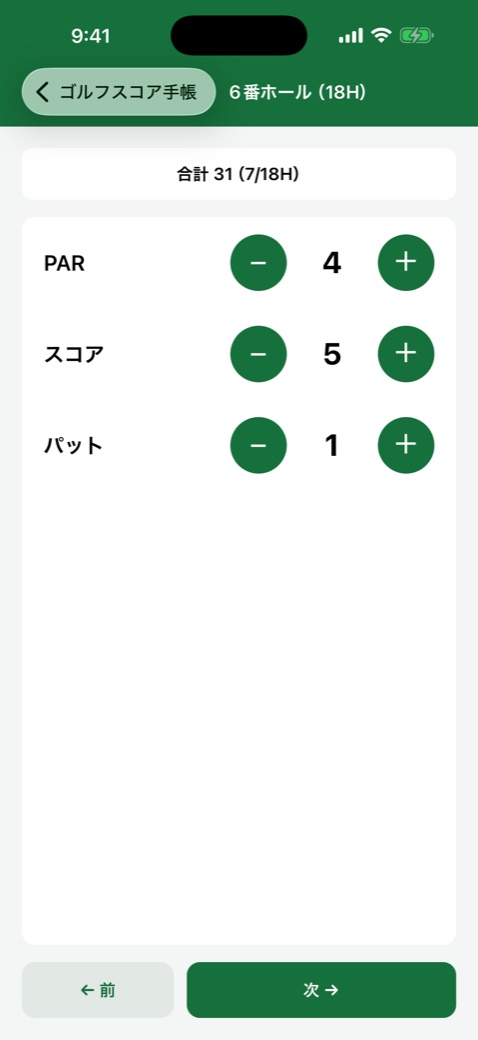 9:41
ゴルフスコア手帳
6番ホール (18H)
合計 31 (7/18H)
PAR − 4 +
スコア − 5 +
パット − 1 +
← 前
次 →